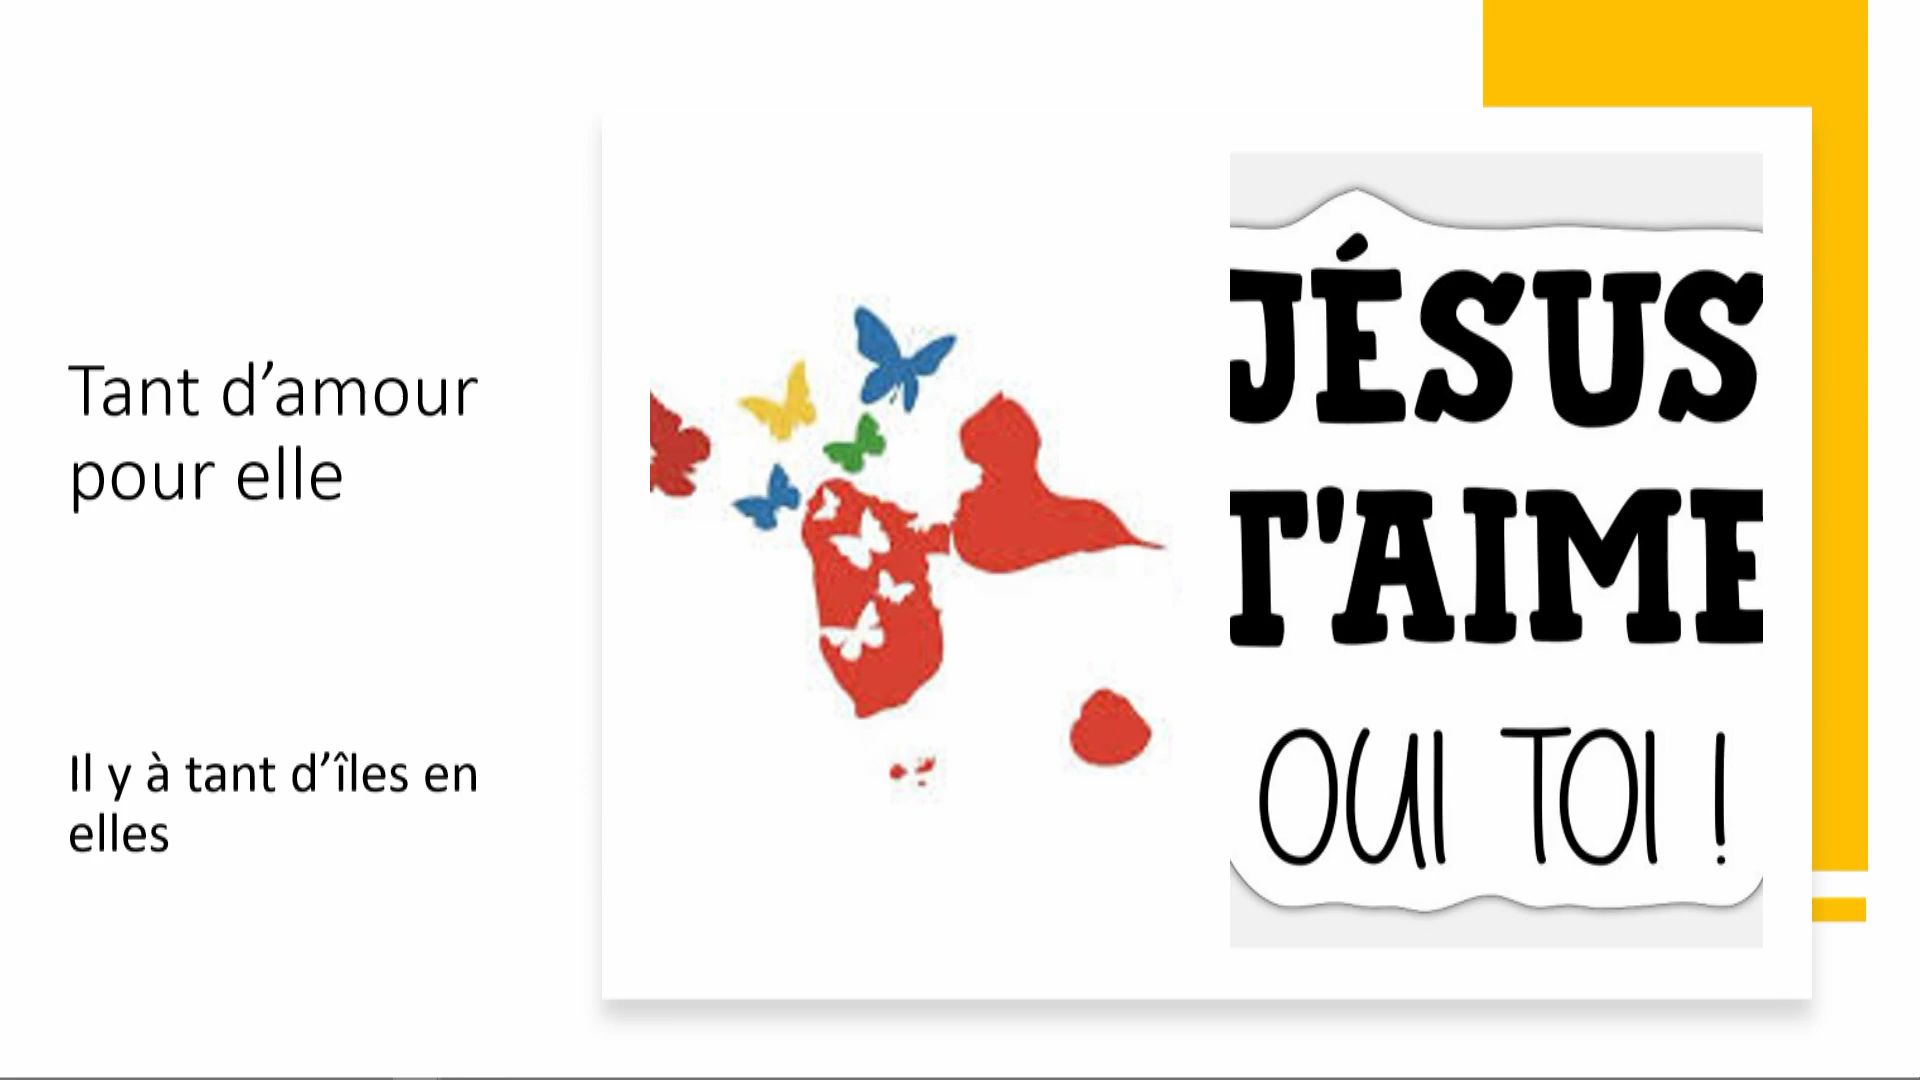 Tant d’amour
pour elle
Il y à tant d’îles en
elles
JÉSUS
T'AIME
OUI TOI !